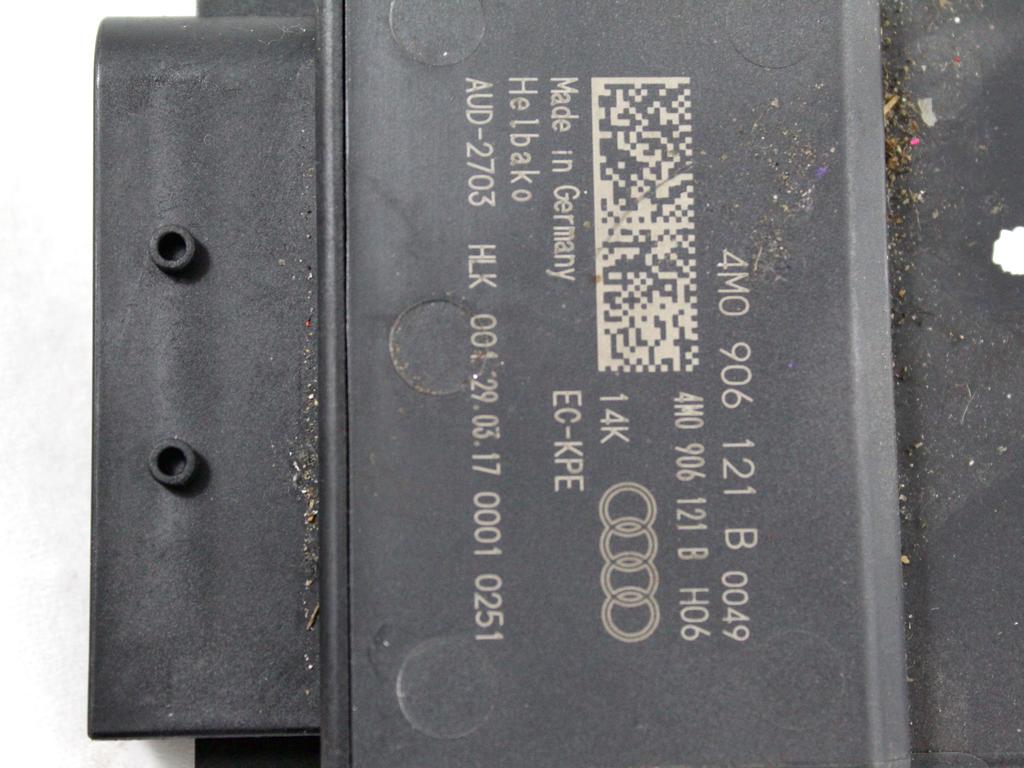 4M0 906 121 B 0049
4M0 906 121 B H06
14K
EC-KPE
Made in Germany
Helbako
AUD-2703 HLK 001 29.03.17 0001 0251